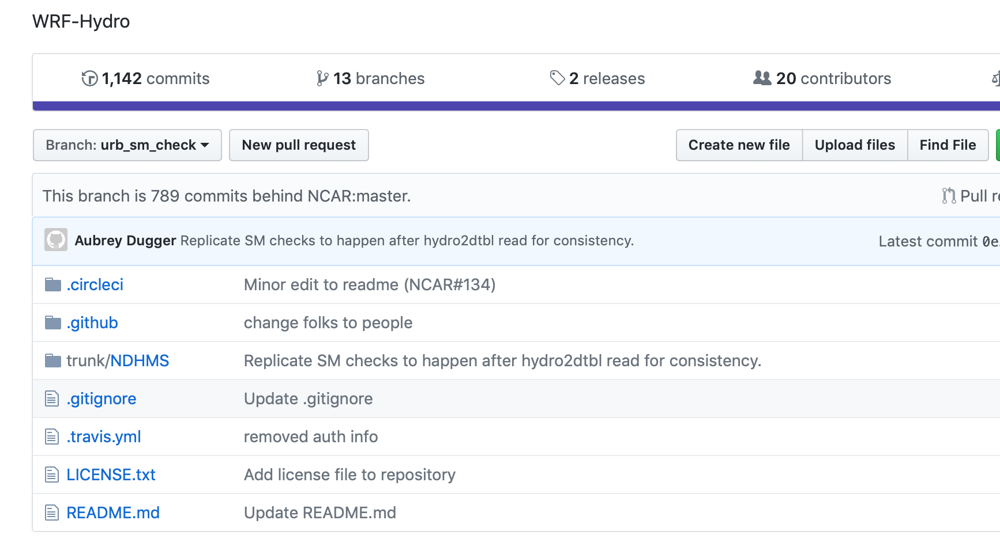 WRF-Hydro
1,142 commits 13 branches 2 releases 20 contributors
Branch: urb_sm_check New pull request Create new file Upload files Find File
This branch is 789 commits behind NCAR:master. Pull
Aubrey Dugger Replicate SM checks to happen after hydro2dtbl read for consistency. Latest commit 0e
.circleci Minor edit to readme (NCAR#134)
.github change folks to people
trunk/NDHMS Replicate SM checks to happen after hydro2dtbl read for consistency.
.gitignore Update .gitignore
.travis.yml removed auth info
LICENSE.txt Add license file to repository
README.md Update README.md